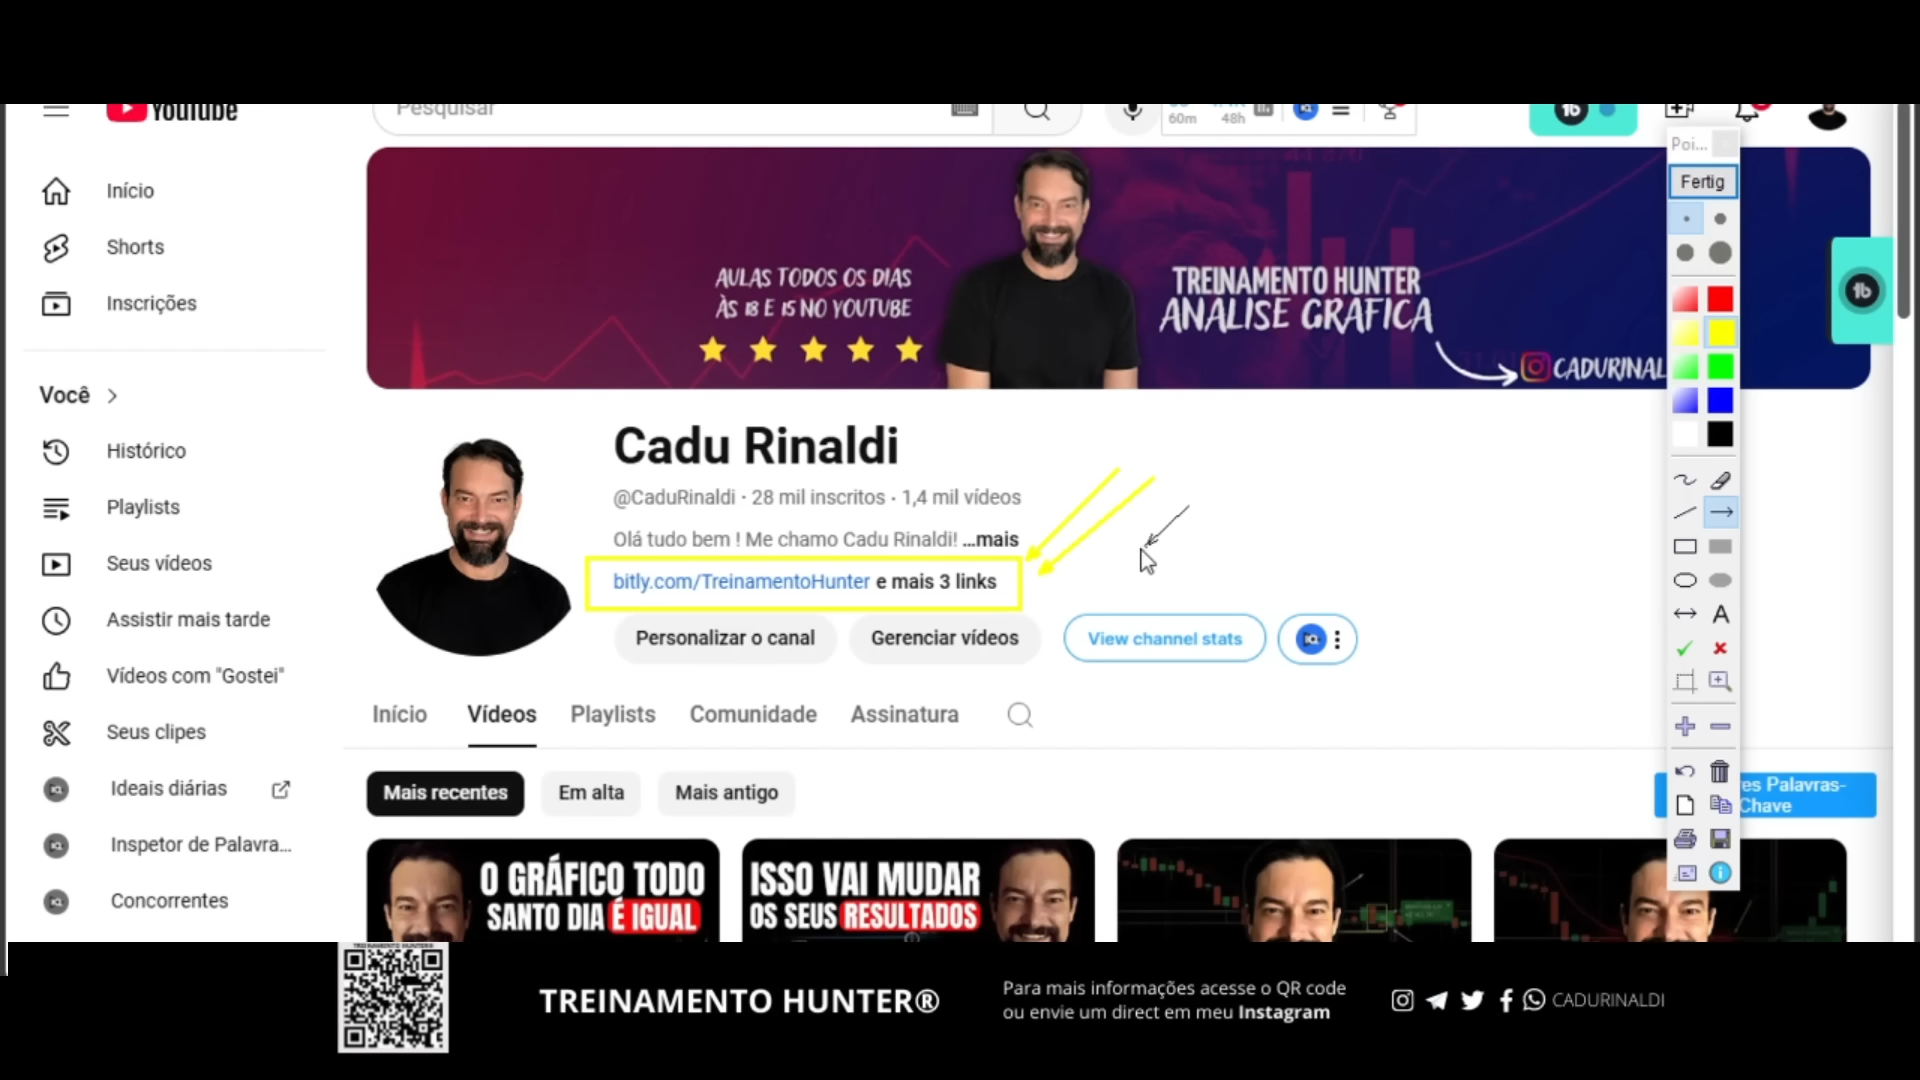 YouTube
Pesquisar
60m
48h
Início
Shorts
Inscrições
Você
Histórico
Playlists
Seus vídeos
Assistir mais tarde
Vídeos com "Gostei"
Seus clipes
Ideais diárias
Inspetor de Palavra...
Concorrentes
AULAS TODOS OS DIAS
ÀS 18 E 15 NO YOUTUBE
TREINAMENTO HUNTER
ANALISE GRAFICA
CADURINAL
Cadu Rinaldi
@CaduRinaldi · 28 mil inscritos · 1,4 mil vídeos
Olá tudo bem ! Me chamo Cadu Rinaldi! ...mais
bitly.com/TreinamentoHunter e mais 3 links
Personalizar o canal
Gerenciar vídeos
View channel stats
Início Vídeos Playlists Comunidade Assinatura
Mais recentes
Em alta
Mais antigo
es Palavras-
Chave
O GRÁFICO TODO
SANTO DIA É IGUAL
ISSO VAI MUDAR
OS SEUS RESULTADOS
Poi...
Fertig
A
TREINAMENTO HUNTER®
TREINAMENTO HUNTER®
Para mais informações acesse o QR code
ou envie um direct em meu Instagram
CADURINALDI